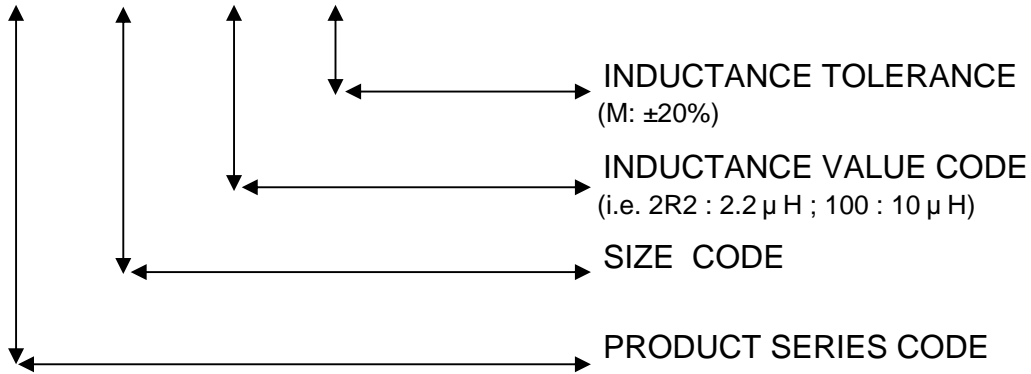 INDUCTANCE TOLERANCE
(M: ±20%)
INDUCTANCE VALUE CODE
(i.e. 2R2 : 2.2 µ H ; 100 : 10 µ H)
SIZE CODE
PRODUCT SERIES CODE